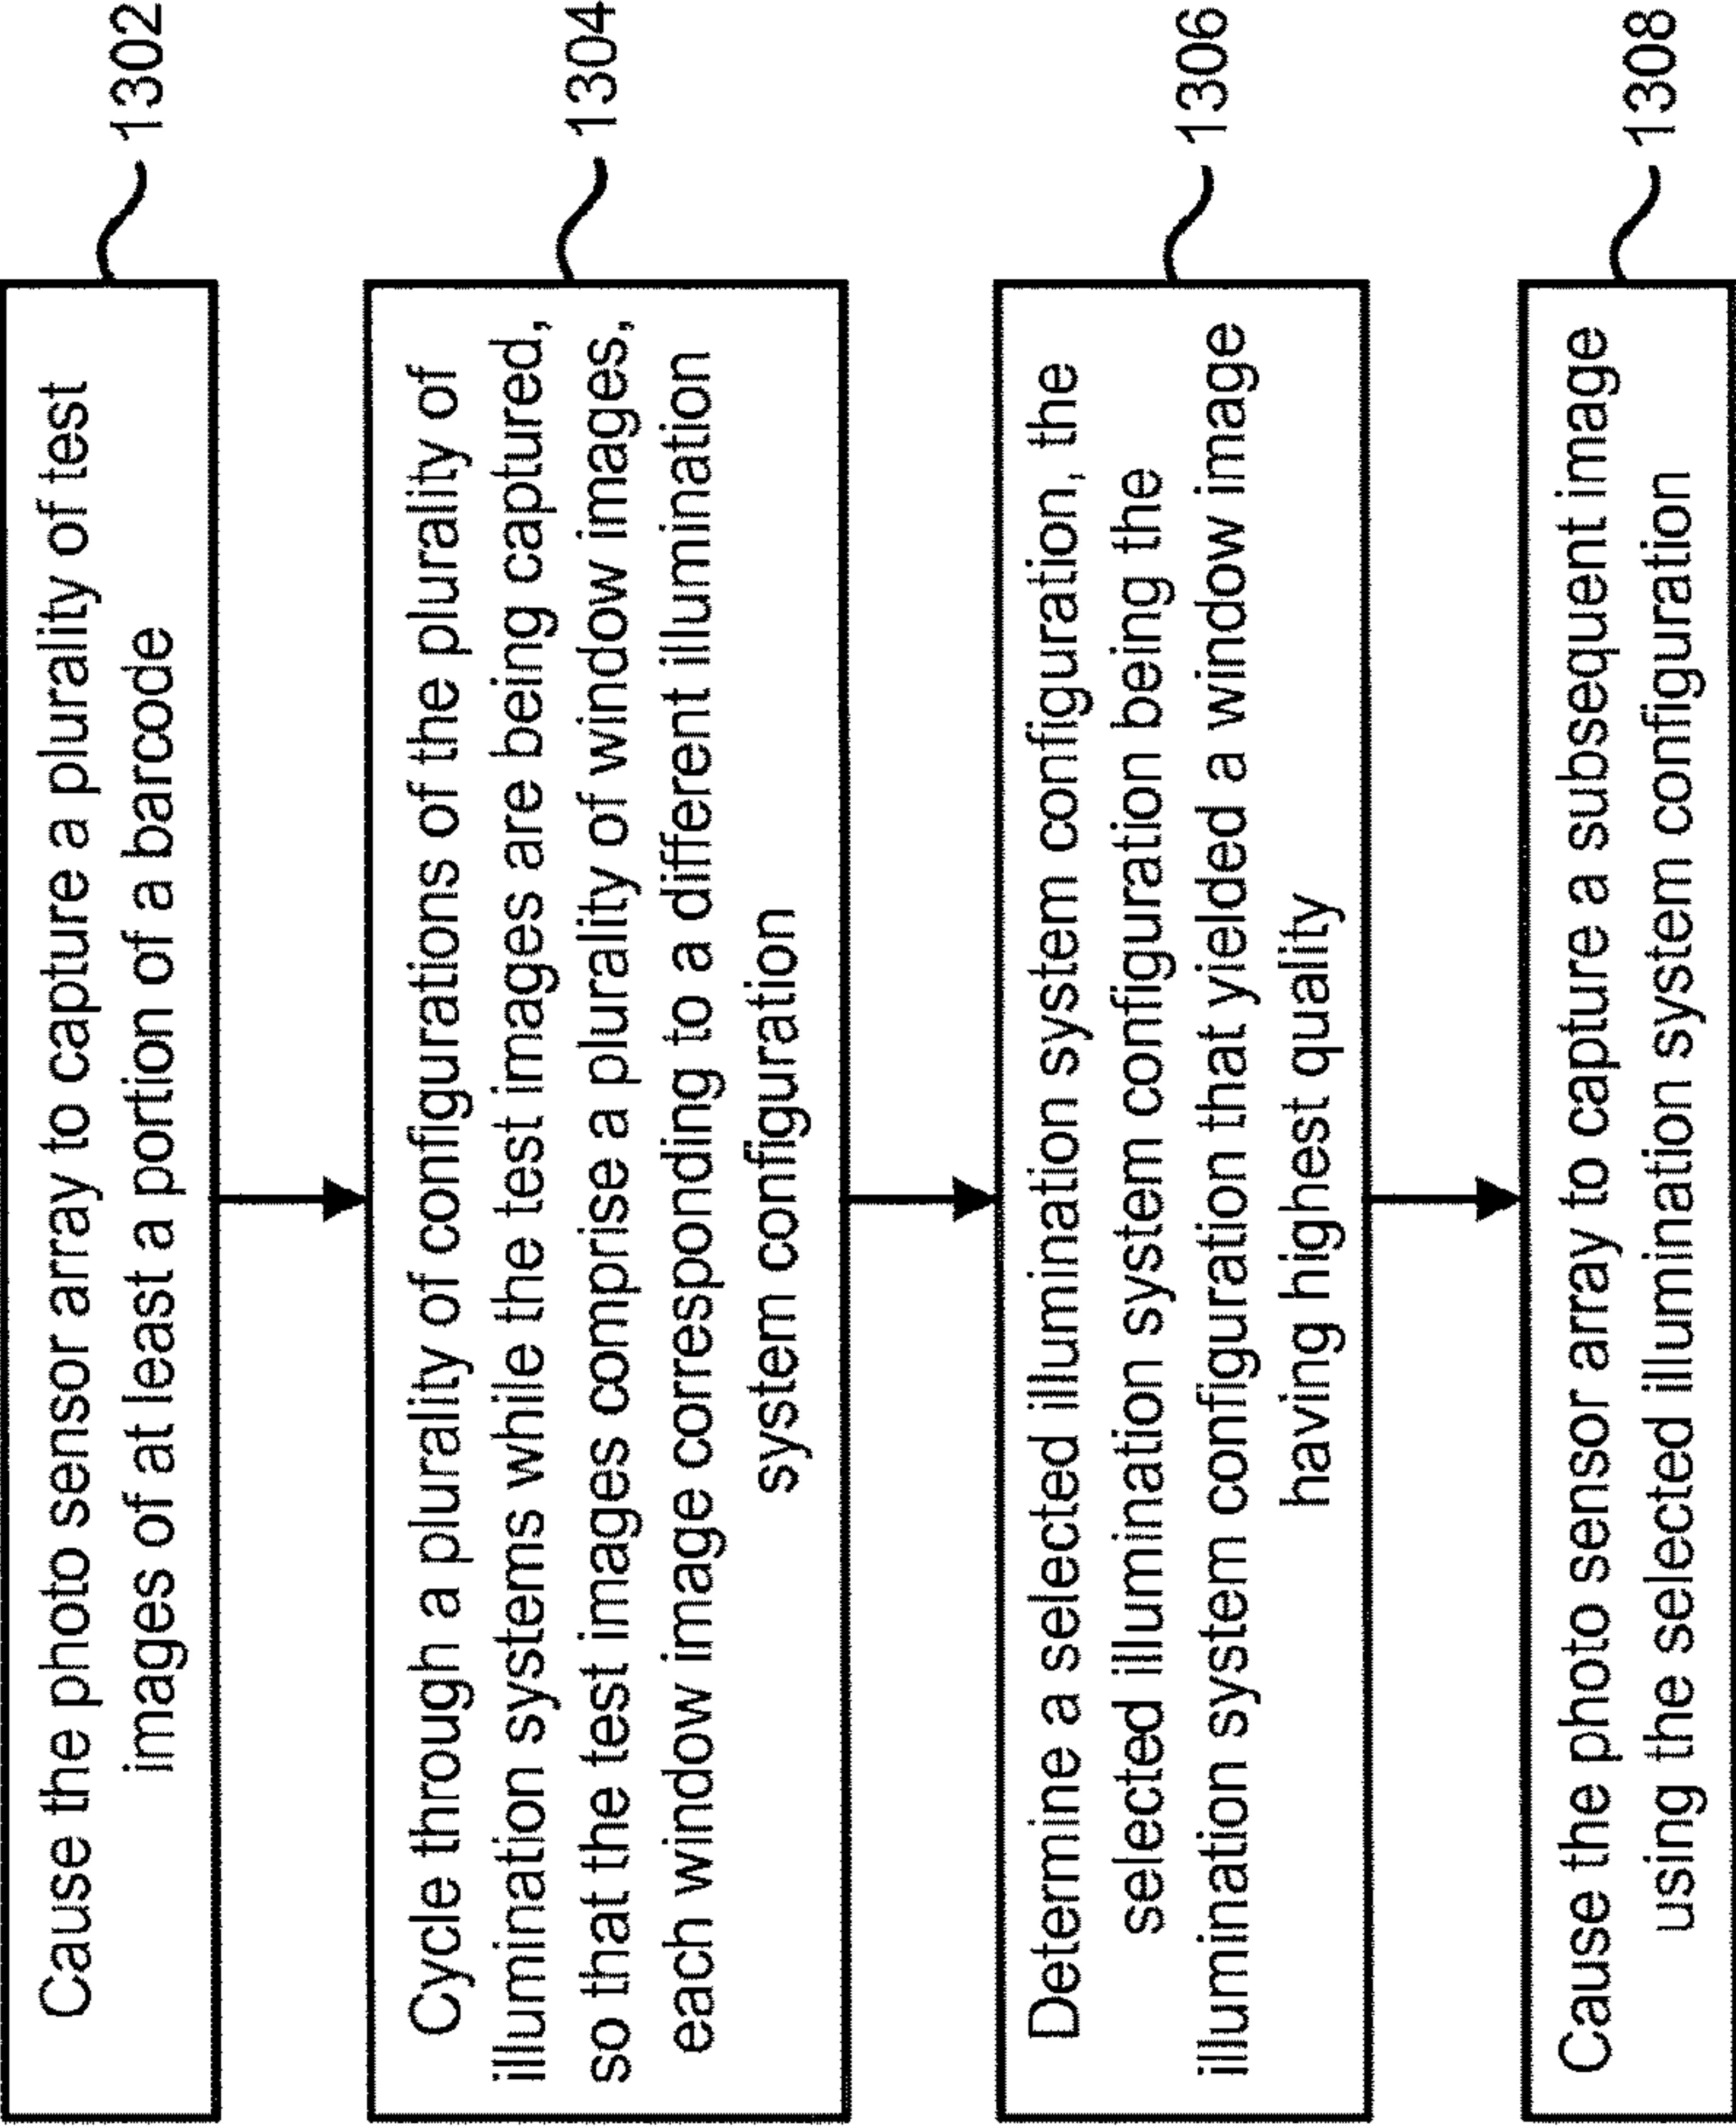 Cause the photo sensor array to capture a plurality of test
images of at least a portion of a barcode
1302
Cycle through a plurality of configurations of the plurality of
illumination systems while the test images are being captured,
so that the test images comprise a plurality of window images,
each window image corresponding to a different illumination
system configuration
1304
Determine a selected illumination system configuration, the
selected illumination system configuration being the
illumination system configuration that yielded a window image
having highest quality
1306
Cause the photo sensor array to capture a subsequent image
using the selected illumination system configuration
1308